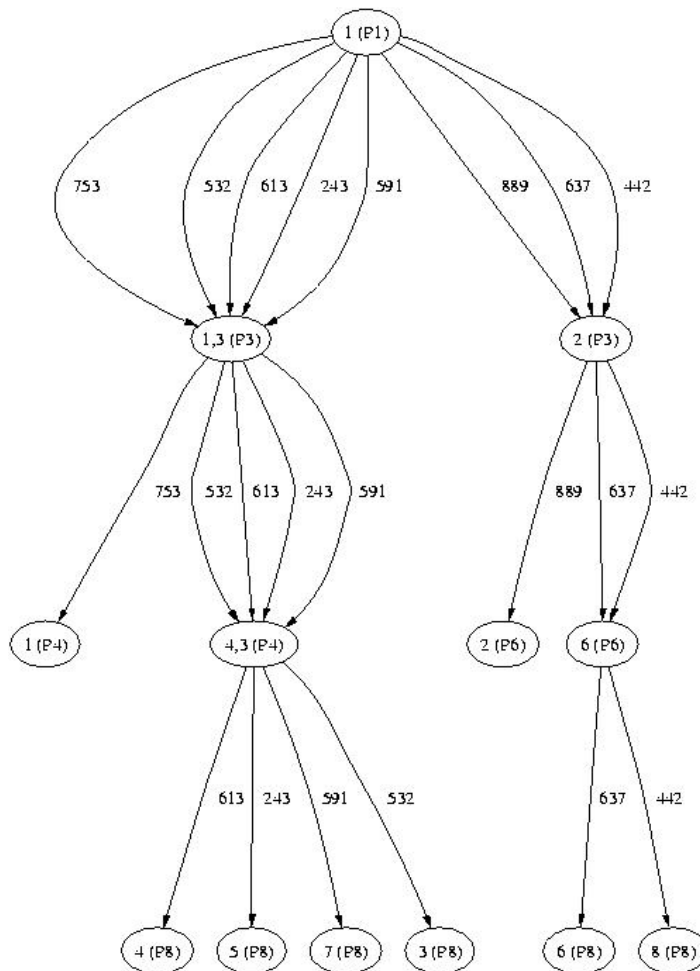 1 (P1)
753 532 613 243 591 889 637 442
1,3 (P3) 2 (P3)
753 532 613 243 591 889 637 442
1 (P4) 4,3 (P4) 2 (P6) 6 (P6)
613 243 591 532 637 442
4 (P8) 5 (P8) 7 (P8) 3 (P8) 6 (P8) 8 (P8)